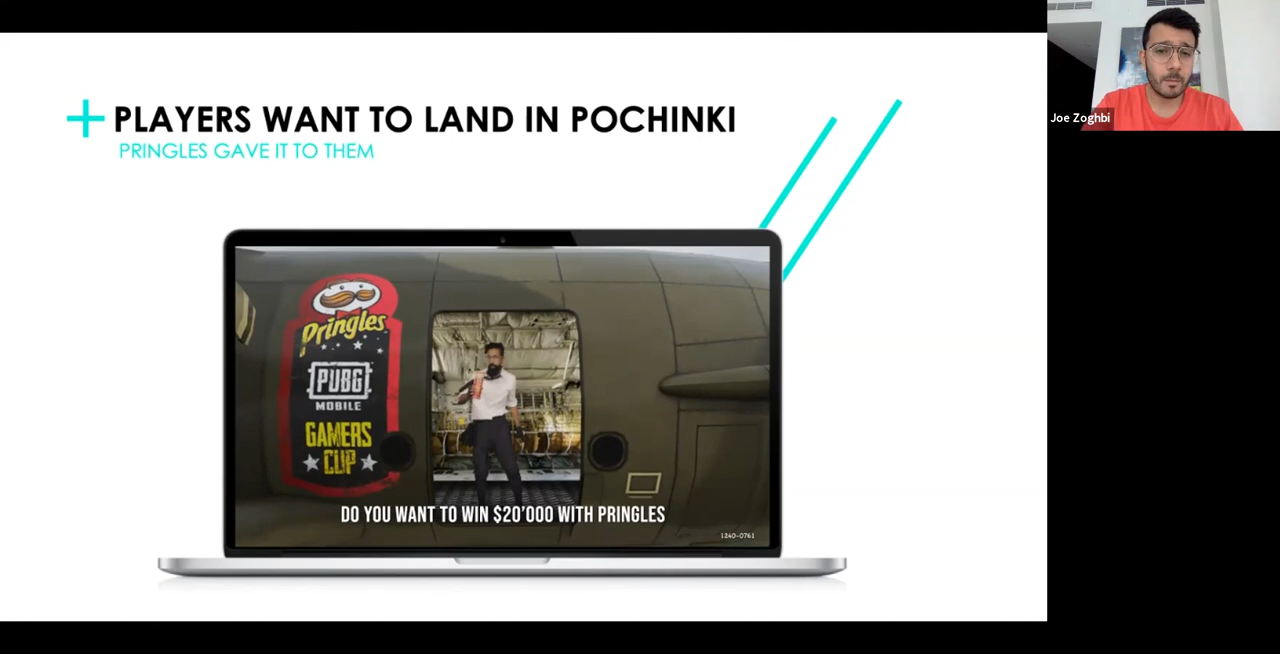 PLAYERS WANT TO LAND IN POCHINKI
PRINGLES GAVE IT TO THEM
Pringles
PUBG
MOBILE
GAMERS
CUP
DO YOU WANT TO WIN $20'000 WITH PRINGLES
1240-0761
Joe Zoghbi